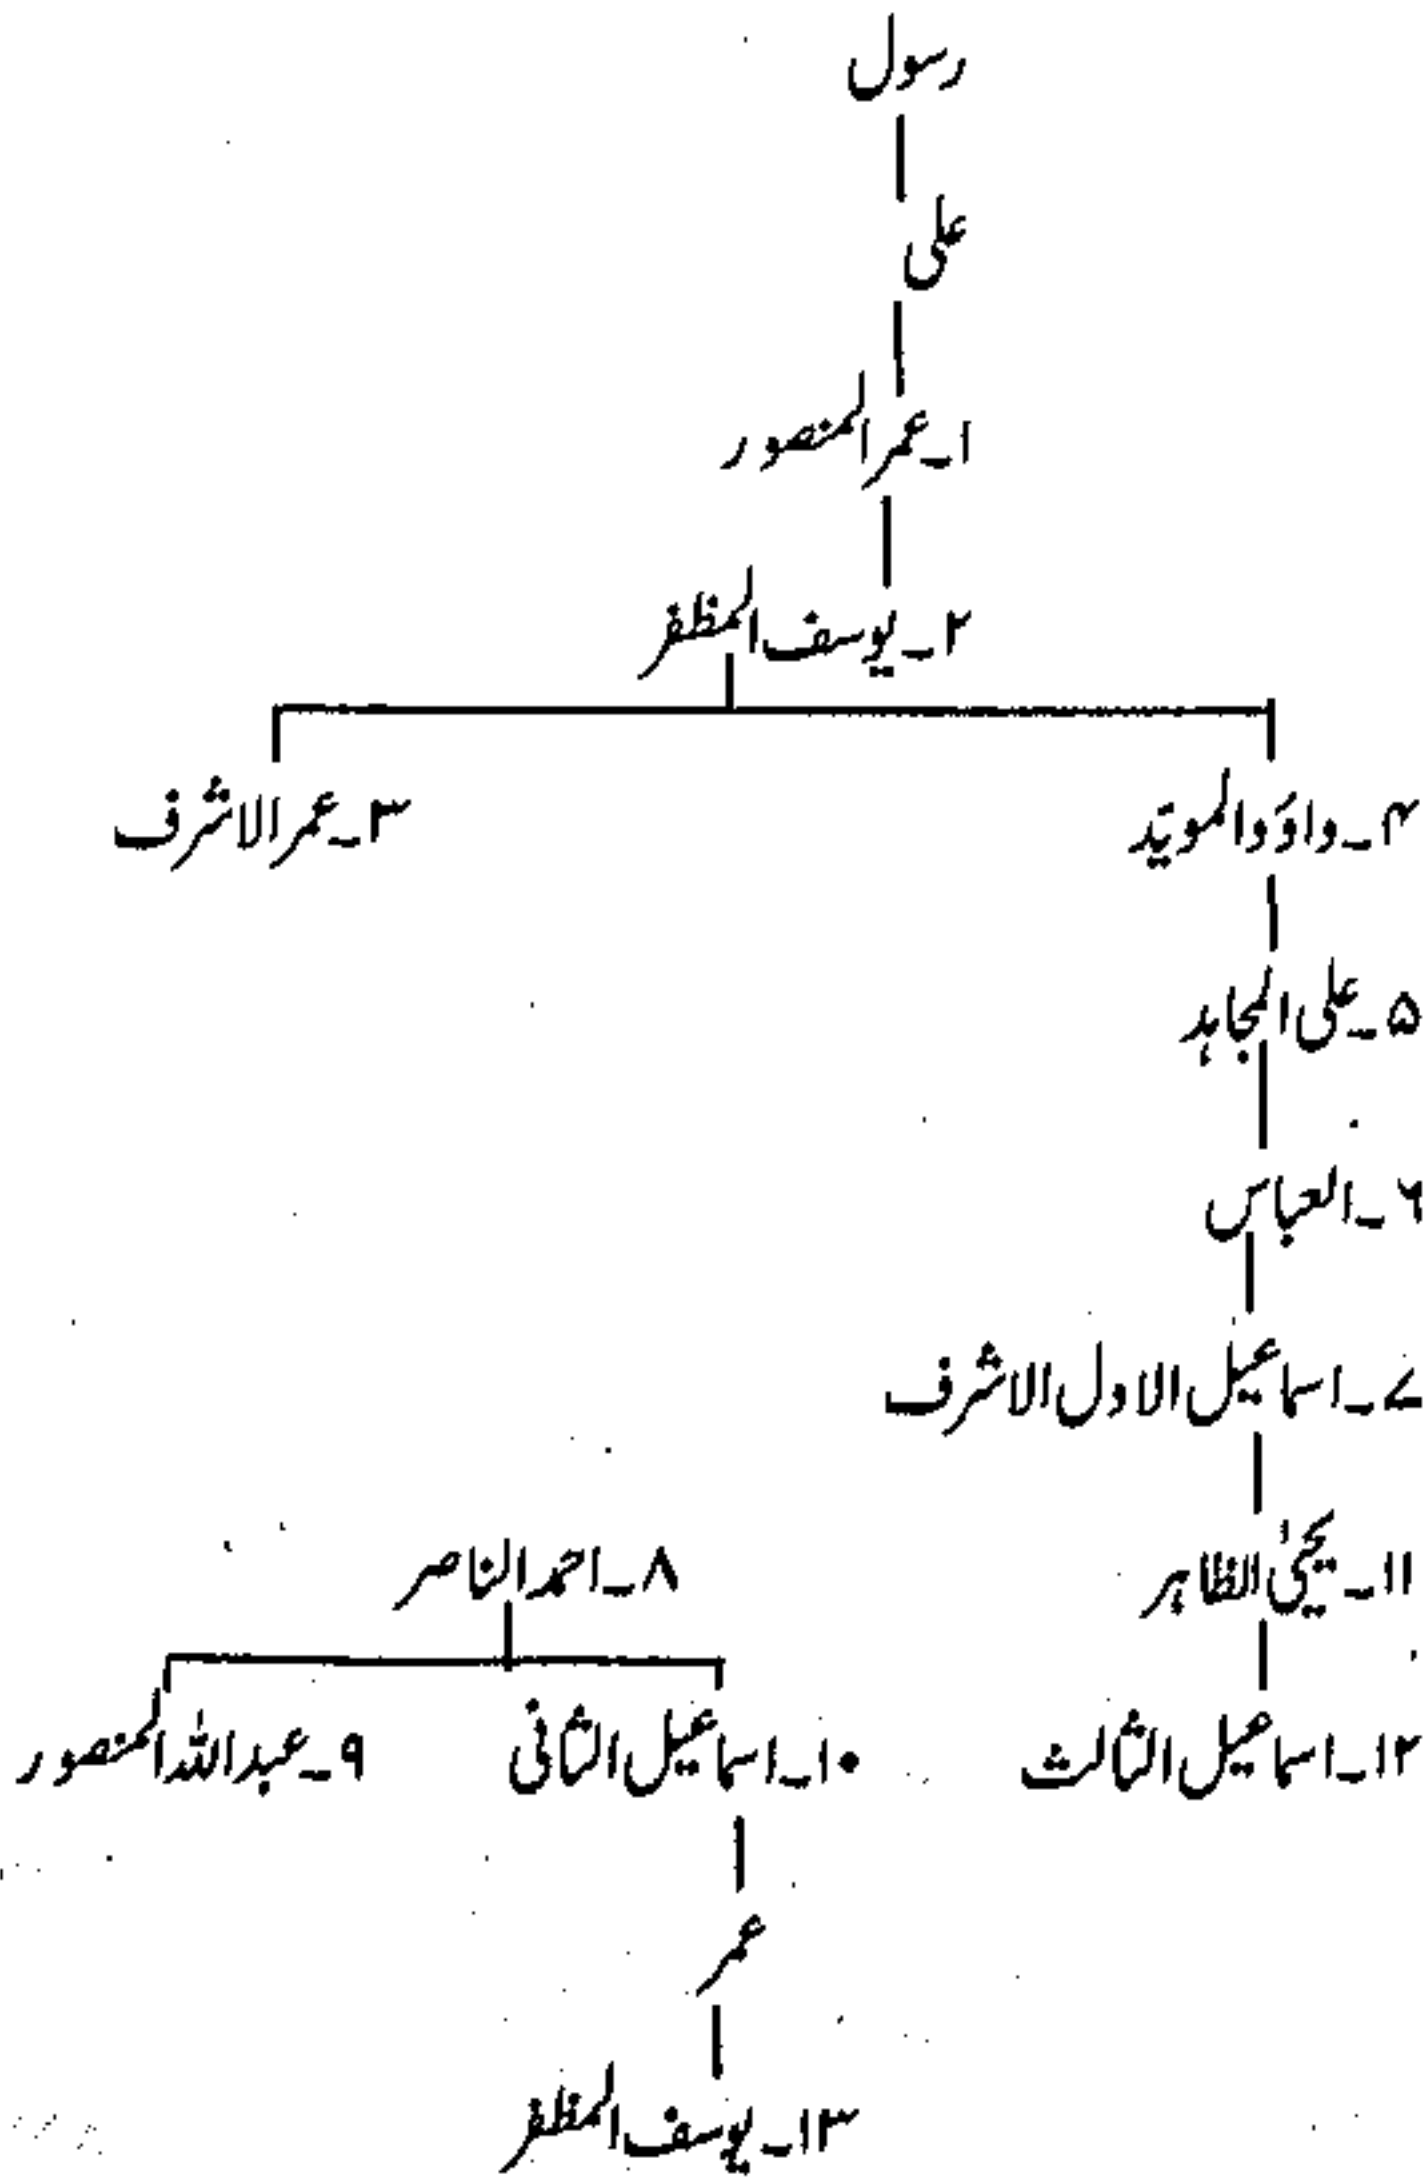 رسول
علی
۱۔عمر المنصور
۲۔یوسف المظفر
۴۔داؤد المویّد
۳۔عمر الاشرف
۵۔علی المجاہد
۶۔العباس
۷۔اسماعیل الاول الاشرف
۱۱۔یحییٰ الظاہر
۸۔احمد الناصر
۱۲۔اسماعیل الثالث
۱۰۔اسماعیل الثانی
۹۔عبداللہ المنصور
عمر
۱۳۔یوسف المظفر